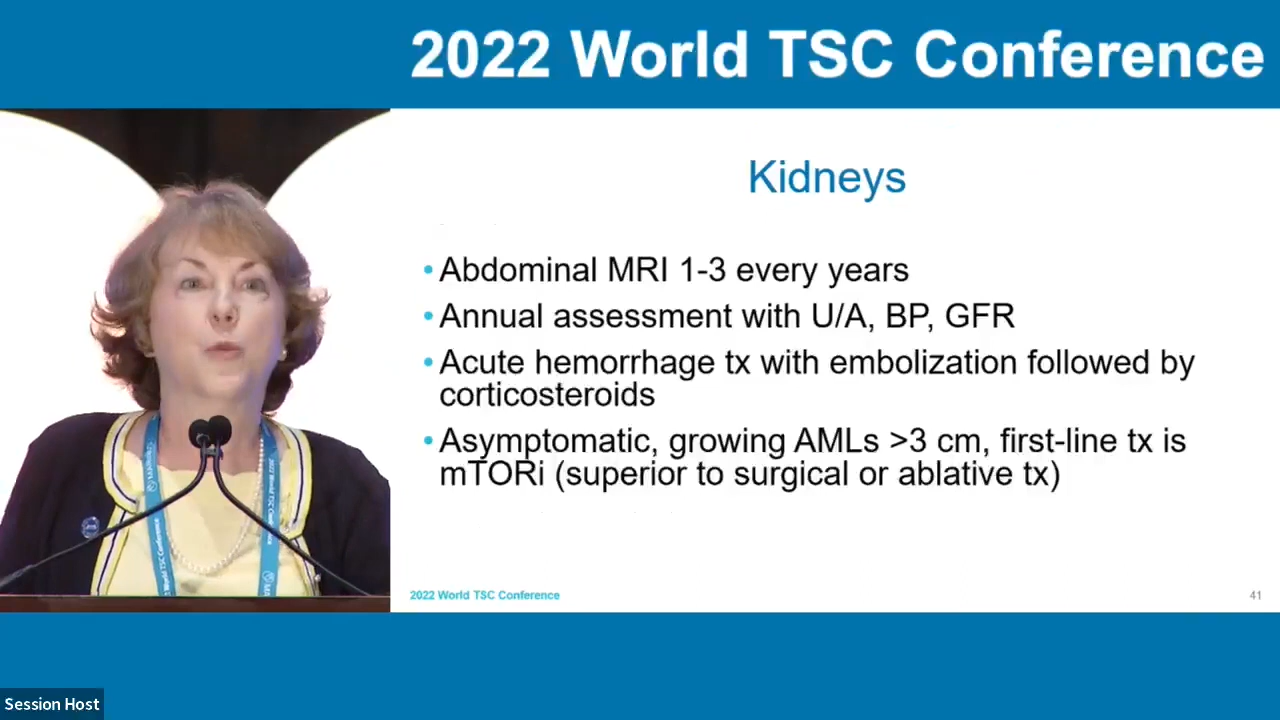 2022 World TSC Conference
Kidneys
• Abdominal MRI 1-3 every years
• Annual assessment with U/A, BP, GFR
• Acute hemorrhage tx with embolization followed by
corticosteroids
• Asymptomatic, growing AMLs >3 cm, first-line tx is
mTORi (superior to surgical or ablative tx)
2022 World TSC Conference
41
Session Host